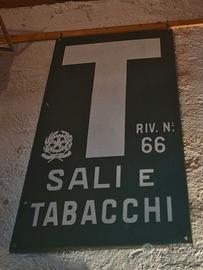 T
RIV. N:
66
SALI E
TABACCHI